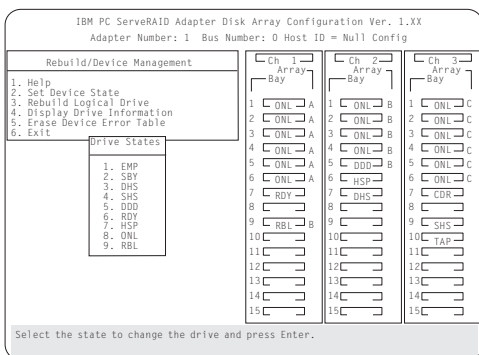 IBM PC ServeRAID Adapter Disk Array Configuration Ver. 1.XX
Adapter Number: 1 Bus Number: 0 Host ID = Null Config
Rebuild/Device Management
1. Help
2. Set Device State
3. Rebuild Logical Drive
4. Display Drive Information
5. Erase Device Error Table
6. Exit
Drive States
1. EMP
2. SBY
3. DHS
4. SHS
5. DDD
6. RDY
7. HSP
8. ONL
9. RBL
Ch 1
Array
Bay
1 ONL A
2 ONL A
3 ONL A
4 ONL A
5 ONL A
6 ONL A
7 RDY
8
9 RBL B
10
11
12
13
14
15
Ch 2
Array
Bay
1 ONL B
2 ONL B
3 ONL B
4 ONL B
5 DDD B
6 HSP
7 DHS
8
9
10
11
12
13
14
15
Ch 3
Array
Bay
1 ONL C
2 ONL C
3 ONL C
4 ONL C
5 ONL C
6 ONL C
7 CDR
8
9 SHS
10 TAP
11
12
13
14
15
Select the state to change the drive and press Enter.